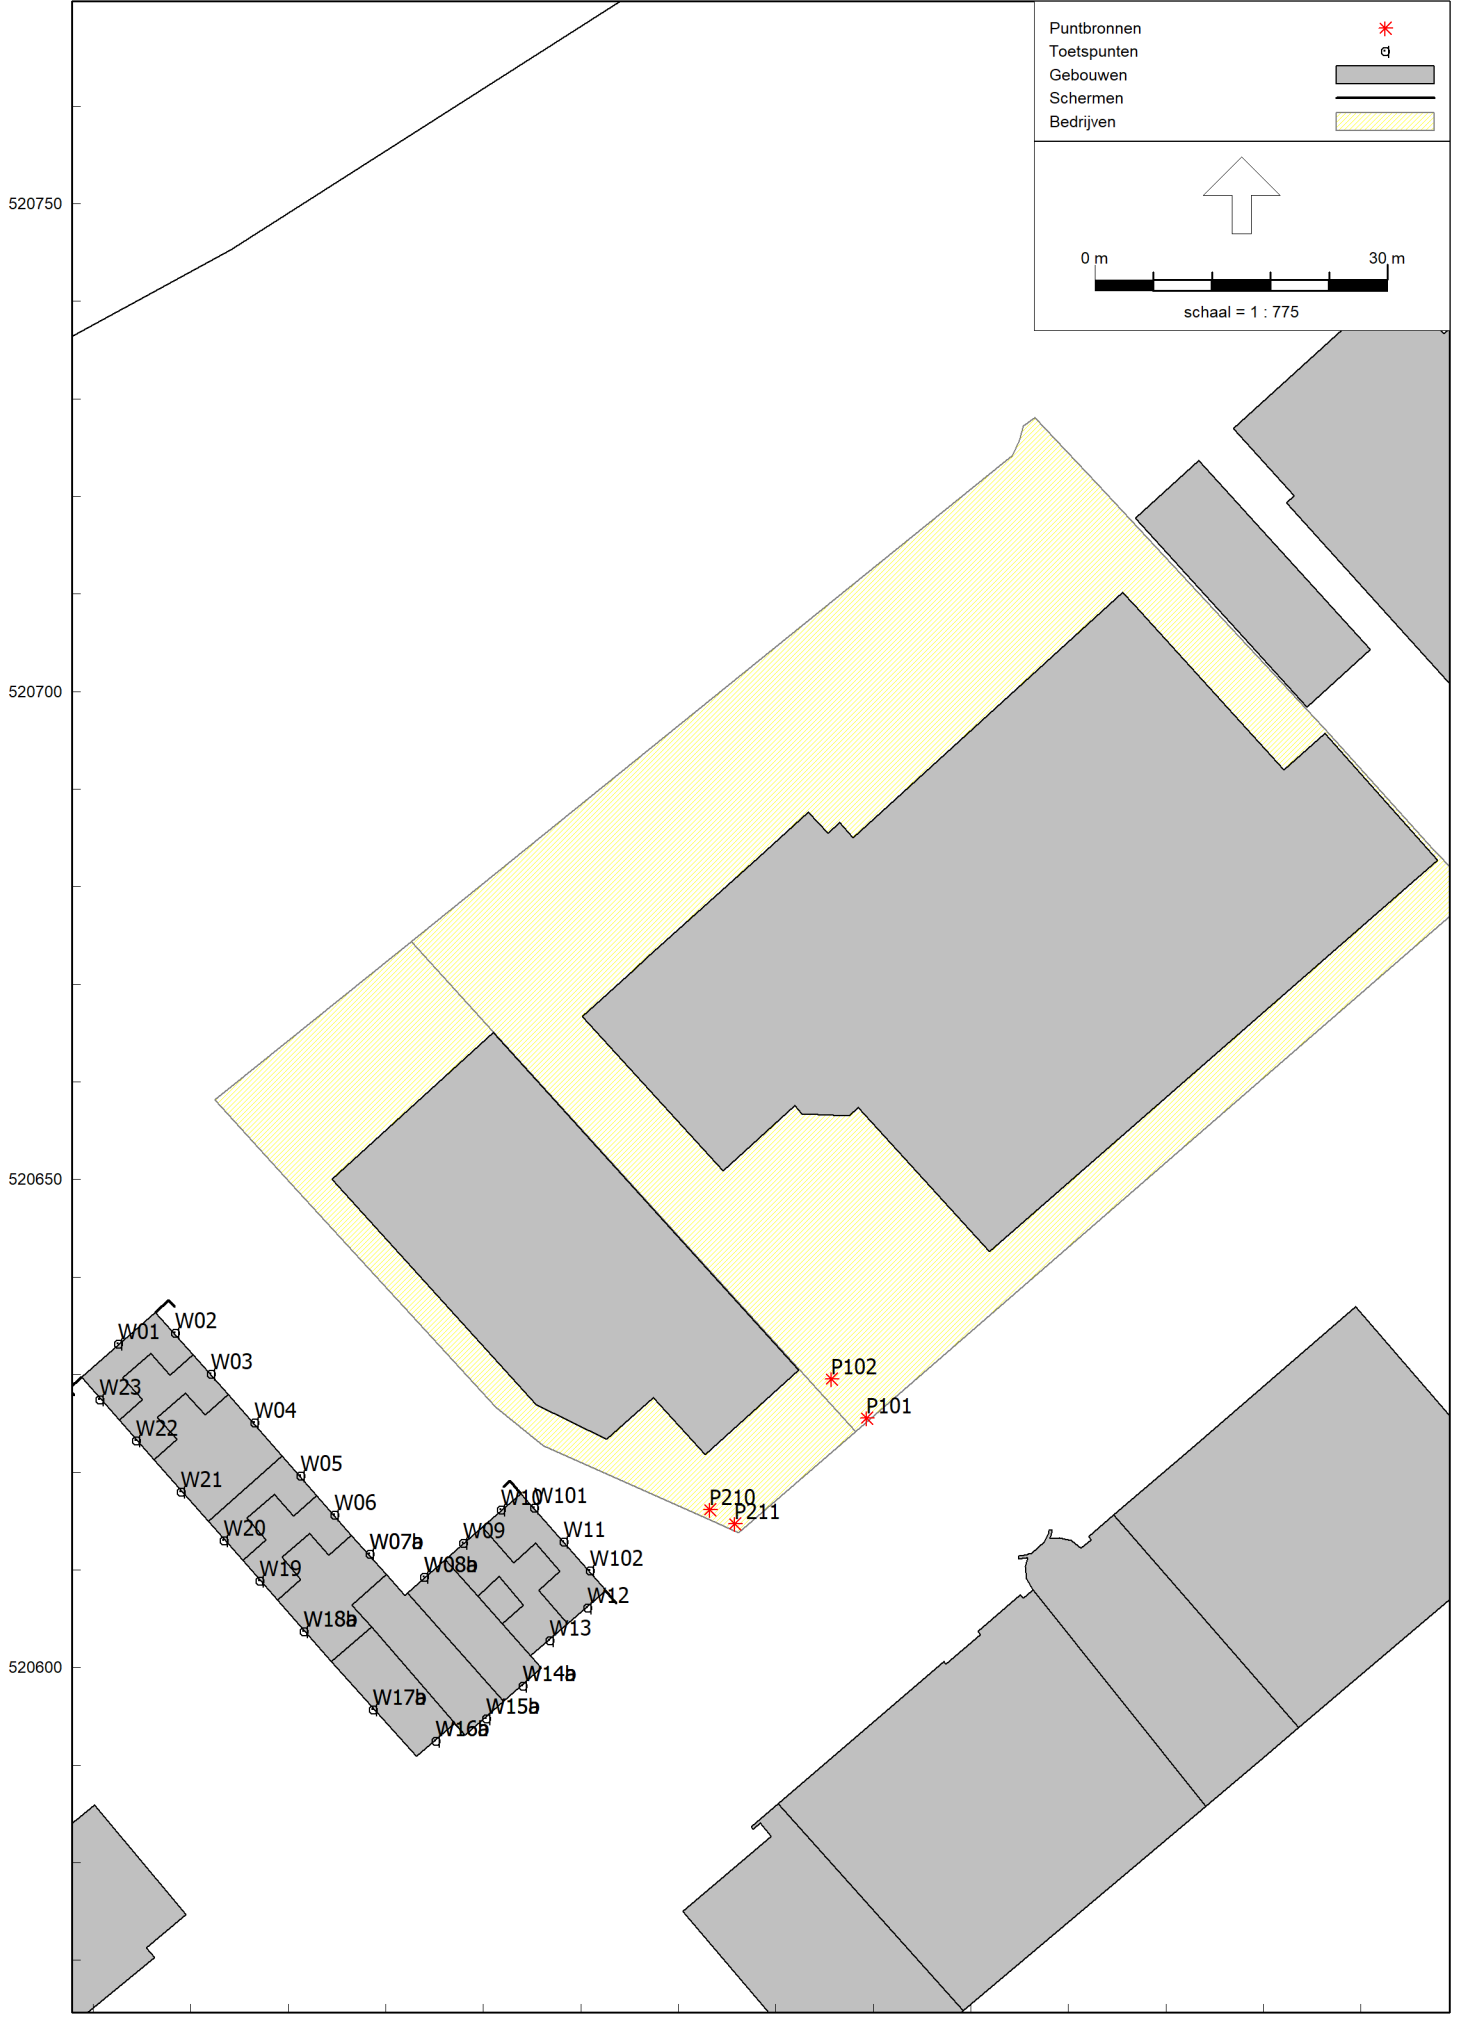 Puntbronnen
Toetspunten
Gebouwen
Schermen
Bedrijven
0 m 30 m
schaal = 1 : 775
520750
520700
520650
520600
W01
W02
W03
W23
W04
W22
W05
W21
W06
W20
W07b
W19
W18b
W10
W101
W09
W11
W08b
W102
W12
W13
W14b
W17b
W15b
W16b
P102
P101
P210
P211